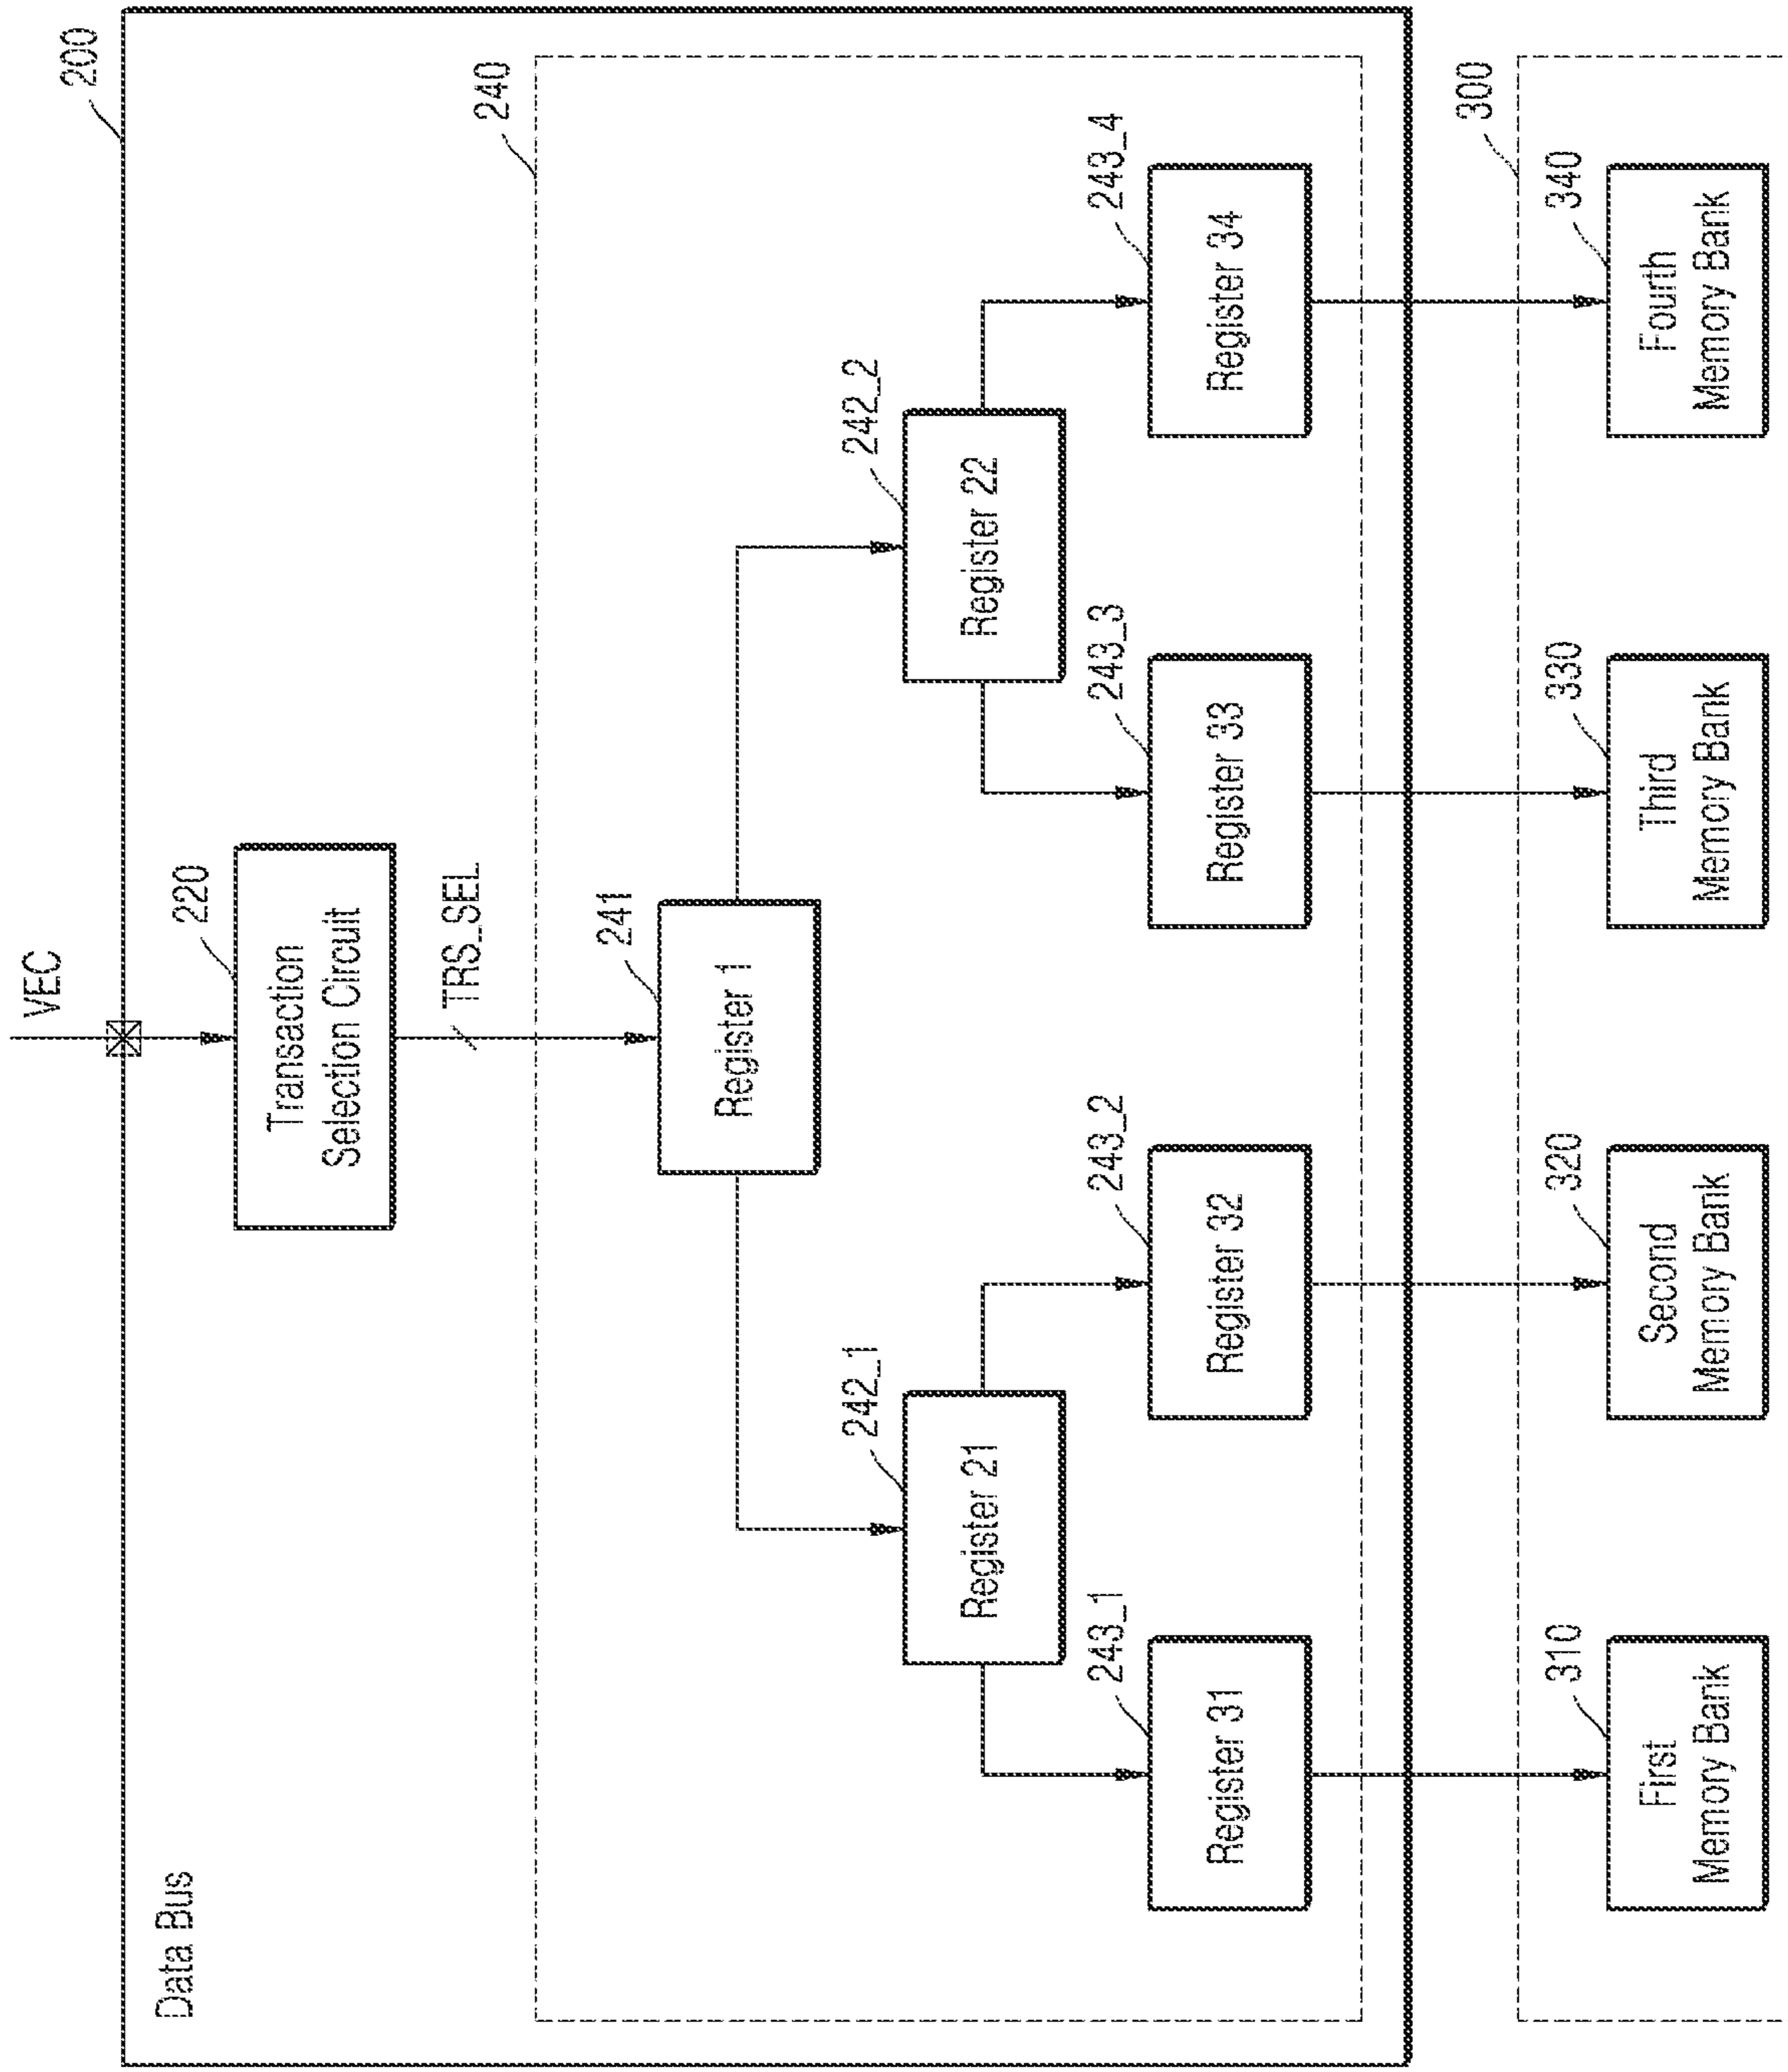 VEC
200
Data Bus
220
Transaction
Selection Circuit
TRS_SEL
240
241
Register 1
242_1
Register 21
242_2
Register 22
243_1
Register 31
243_2
Register 32
243_3
Register 33
243_4
Register 34
300
310
First
Memory Bank
320
Second
Memory Bank
330
Third
Memory Bank
340
Fourth
Memory Bank